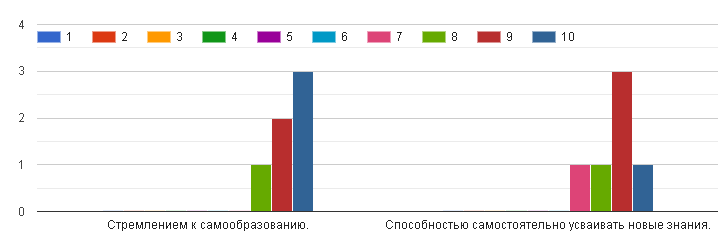 4
1 2 3 4 5 6 7 8 9 10
3
2
1
0
Стремлением к самообразованию. Способностью самостоятельно усваивать новые знания.